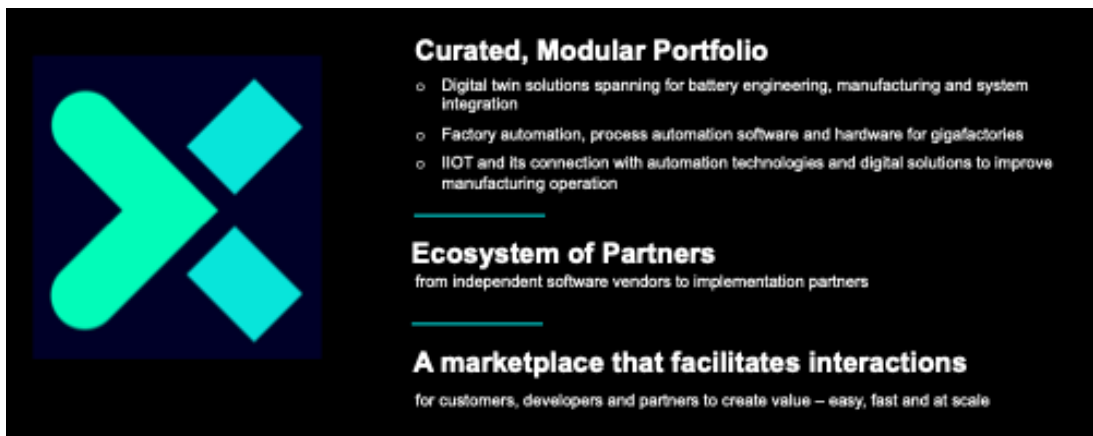 Curated, Modular Portfolio
o Digital twin solutions spanning for battery engineering, manufacturing and system
integration
o Factory automation, process automation software and hardware for gigafactories
o IIOT and its connection with automation technologies and digital solutions to improve
manufacturing operation
Ecosystem of Partners
from independent software vendors to implementation partners
A marketplace that facilitates interactions
for customers, developers and partners to create value – easy, fast and at scale